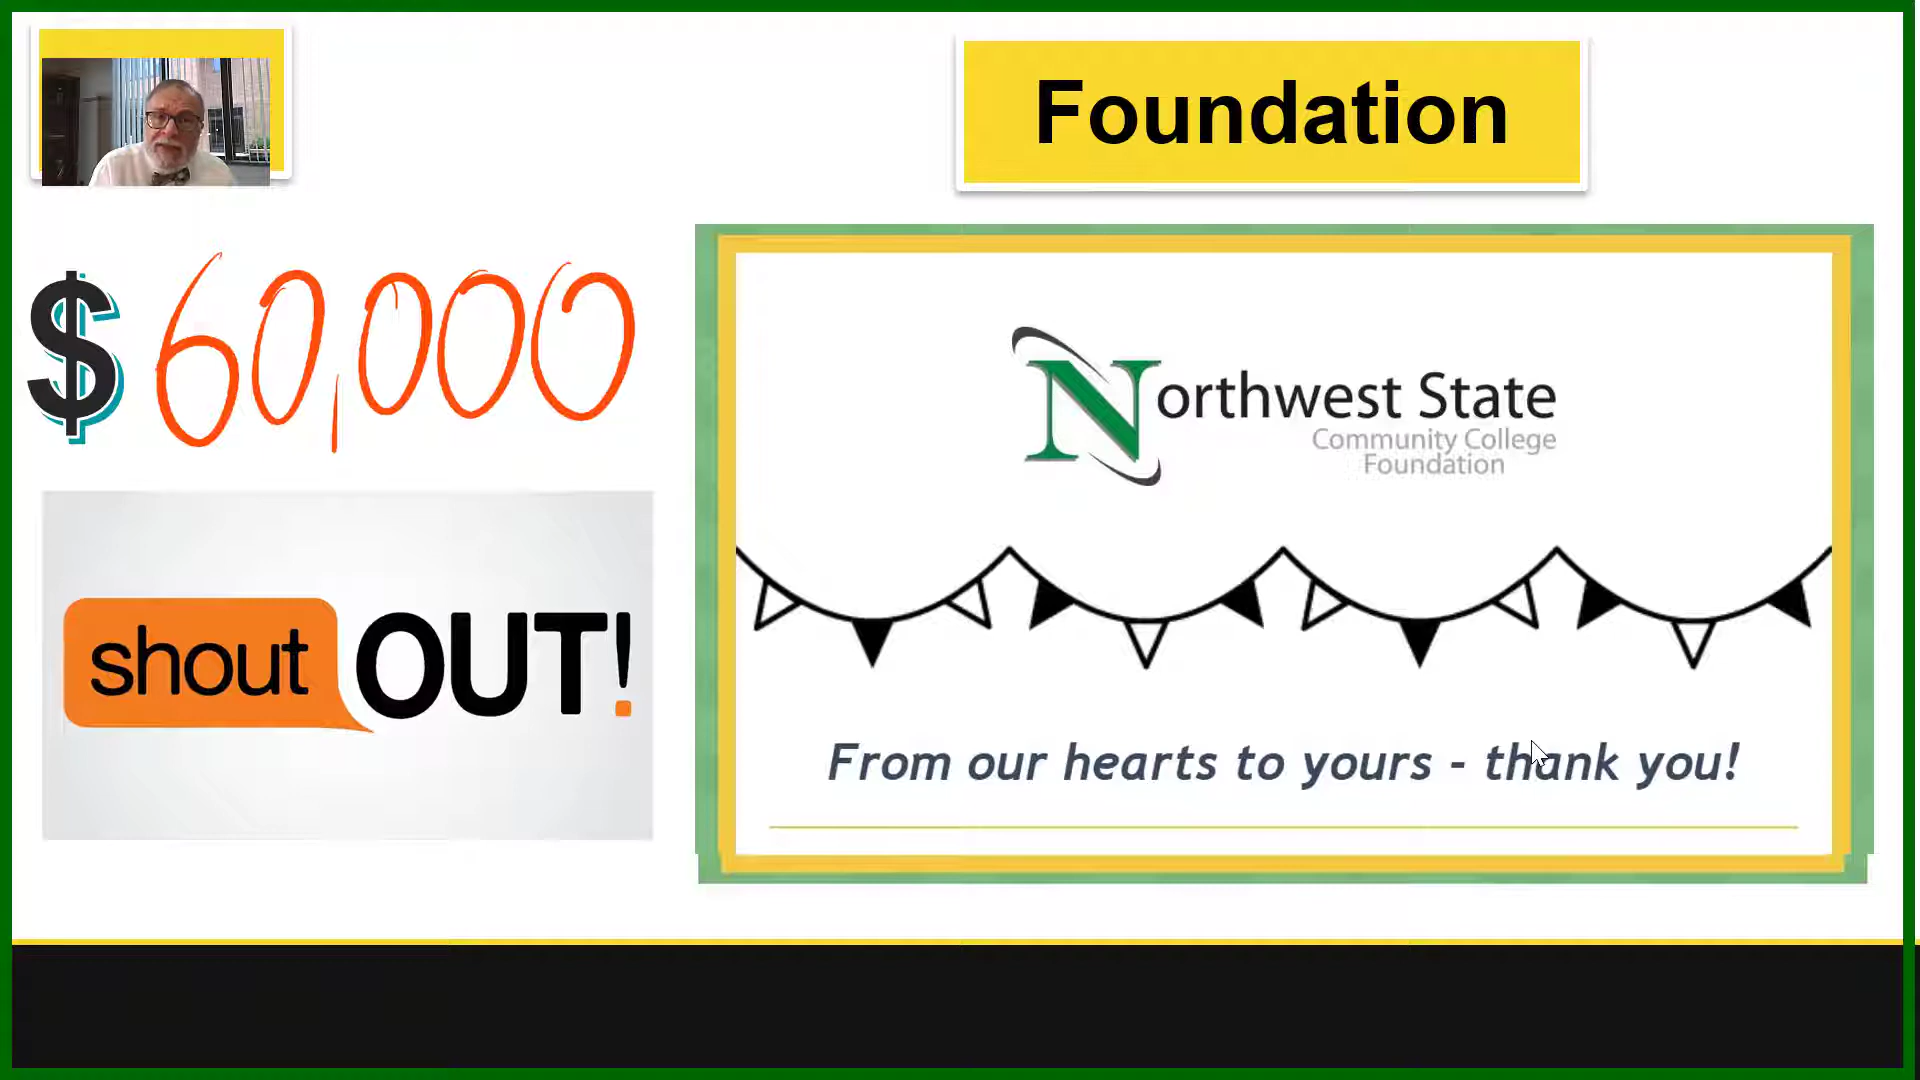 Foundation
$ 60,000
shout OUT!
Northwest State
Community College
Foundation
From our hearts to yours - thank you!